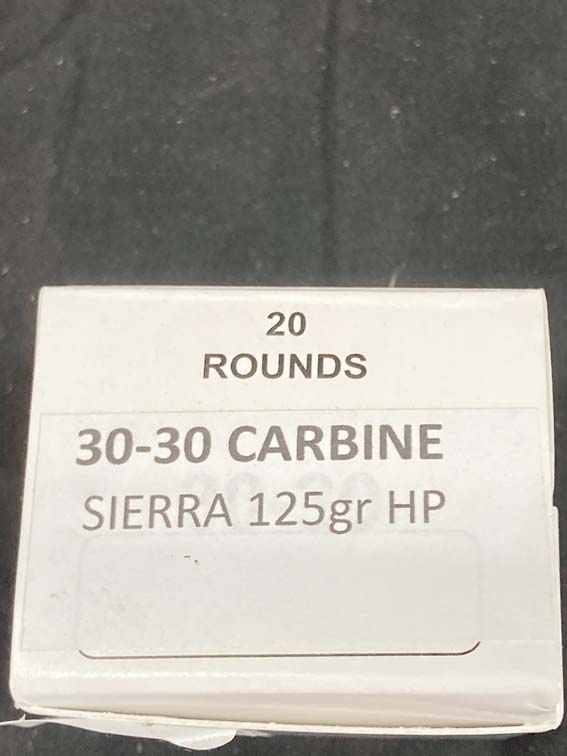 20
ROUNDS
30-30 CARBINE
SIERRA 125gr HP